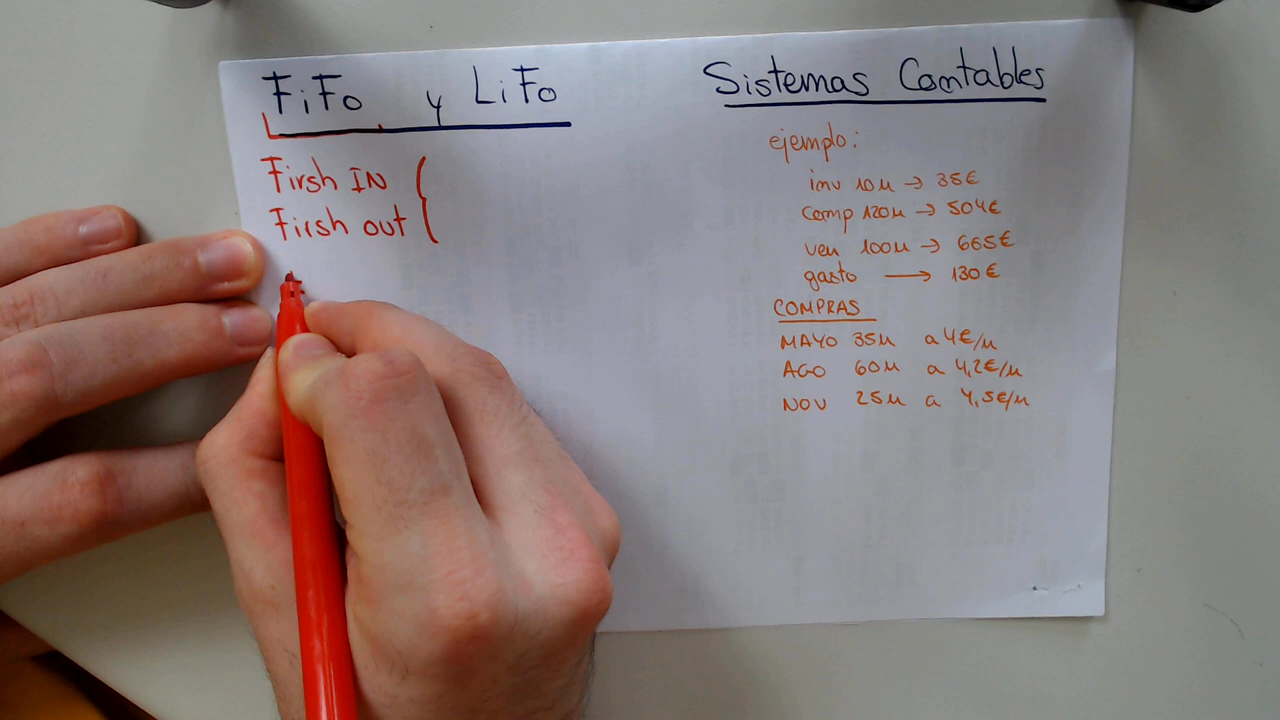 FiFo y LiFo
Firsh IN
Firsh out
Sistemas Contables
ejemplo:
inv 10u → 35€
comp 120u → 504€
ven 100u → 665€
gasto → 130€
COMPRAS
MAYO 35u a 4€/u
AGO 60u a 4,2€/u
NOV 25u a 4,5€/u